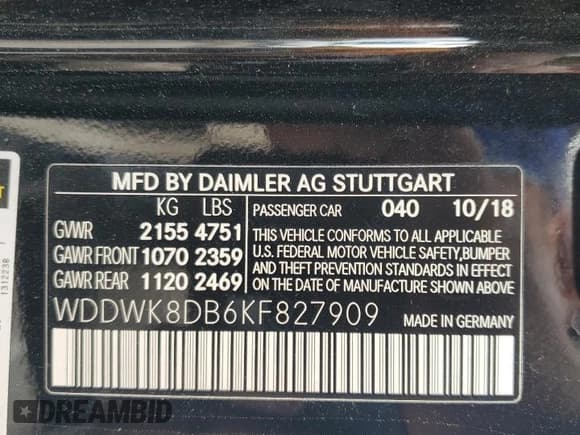 MFD BY DAIMLER AG STUTTGART
KG LBS PASSENGER CAR 040 10/18
GVWR 2155 4751
GAWR FRONT 1070 2359
GAWR REAR 1120 2469
THIS VEHICLE CONFORMS TO ALL APPLICABLE
U.S. FEDERAL MOTOR VEHICLE SAFETY,BUMPER
AND THEFT PREVENTION STANDARDS IN EFFECT
ON THE DATE OF MANUFACTURE SHOWN ABOVE
WDDWK8DB6KF827909
MADE IN GERMANY
1312238
DREAMBID